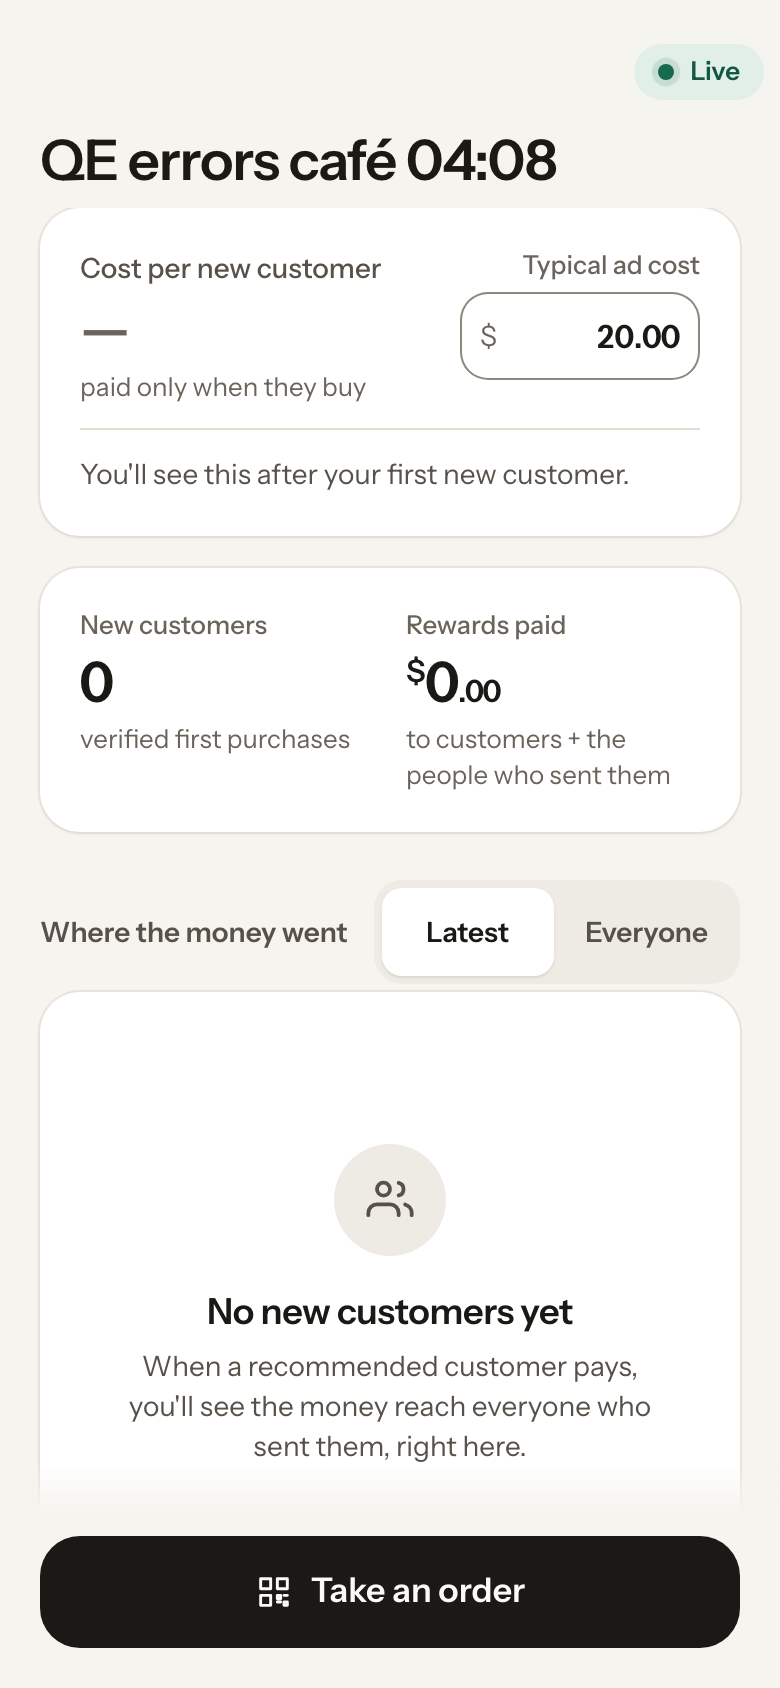 Live
QE errors café 04:08
Cost per new customer
—
paid only when they buy
Typical ad cost
$ 20.00
You'll see this after your first new customer.
New customers
0
verified first purchases
Rewards paid
$0.00
to customers + the
people who sent them
Where the money went
Latest
Everyone
No new customers yet
When a recommended customer pays,
you'll see the money reach everyone who
sent them, right here.
Take an order